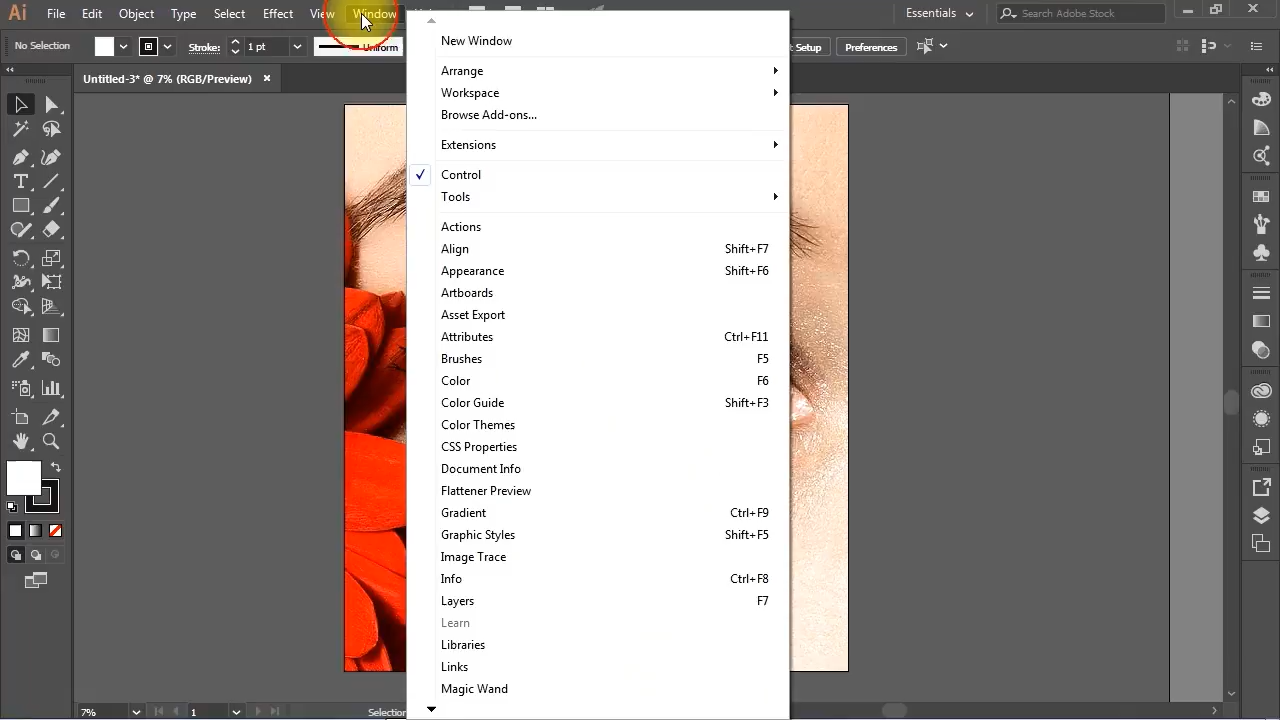 Ai File Edit Object Type Select Effect View Window Essentials Search Adobe Stock
No Selection Stroke: 1 pt Uniform Setup Preferences
Untitled-3* @ 7% (RGB/Preview)
New Window
Arrange
Workspace
Browse Add-ons...
Extensions
Control
Tools
Actions
Align Shift+F7
Appearance Shift+F6
Artboards
Asset Export
Attributes Ctrl+F11
Brushes F5
Color F6
Color Guide Shift+F3
Color Themes
CSS Properties
Document Info
Flattener Preview
Gradient Ctrl+F9
Graphic Styles Shift+F5
Image Trace
Info Ctrl+F8
Layers F7
Learn
Libraries
Links
Magic Wand
7% 1 Selection